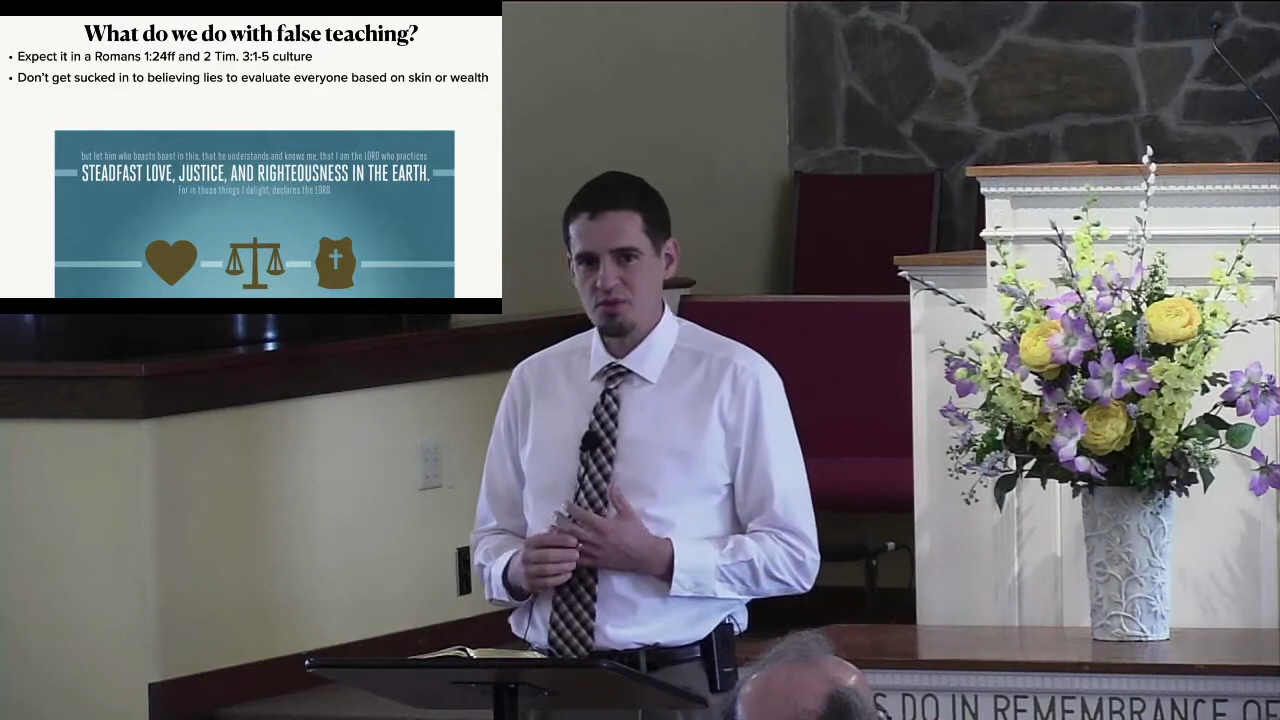 What do we do with false teaching?
• Expect it in a Romans 1:24ff and 2 Tim. 3:1-5 culture
• Don't get sucked in to believing lies to evaluate everyone based on skin or wealth
but let him who boasts boast in this, that he understands and knows me, that I am the LORD who practices
STEADFAST LOVE, JUSTICE, AND RIGHTEOUSNESS IN THE EARTH.
For in these things I delight, declares the LORD.
S DO IN REMEMBRANCE OF